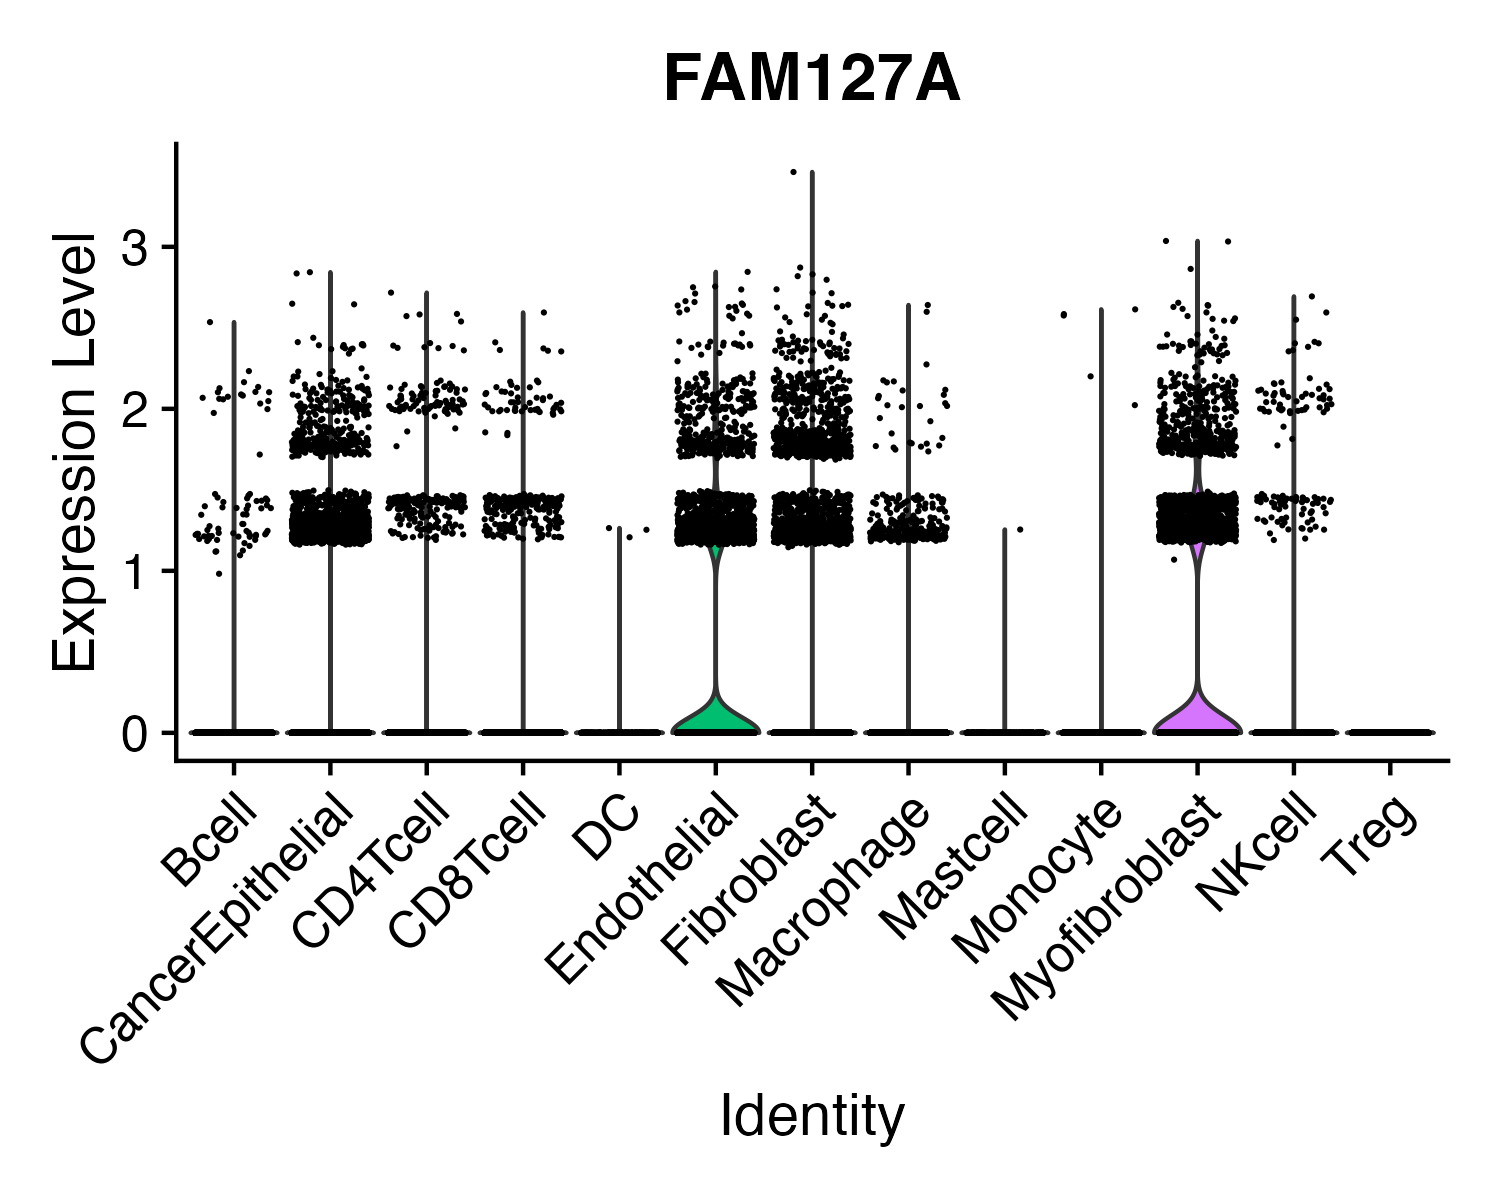 FAM127A
Expression Level
3
2
1
0
Bcell
CancerEpithelial
CD4Tcell
CD8Tcell
DC
Endothelial
Fibroblast
Macrophage
Mastcell
Monocyte
Myofibroblast
NKcell
Treg
Identity